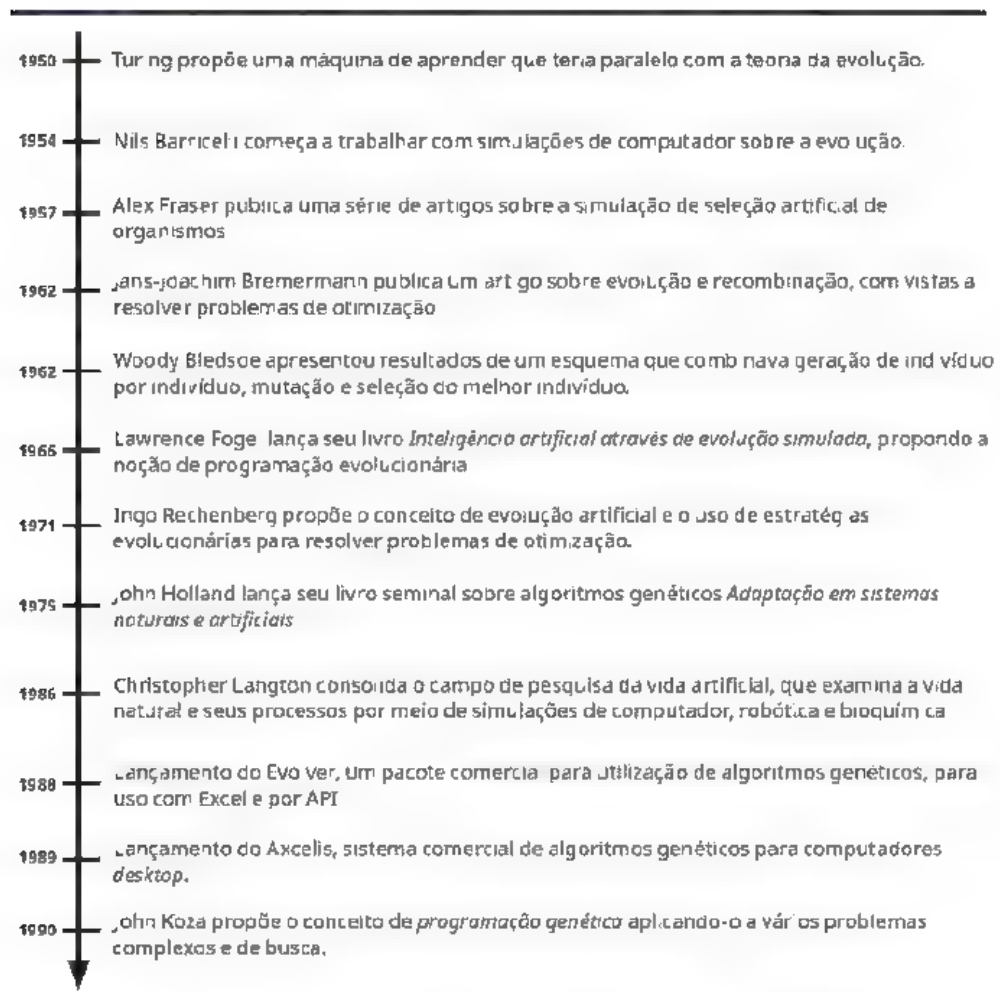 1950
Turing propõe uma máquina de aprender que teria paralelo com a teoria da evolução.
1954
Nils Barricelli começa a trabalhar com simulações de computador sobre a evolução.
1957
Alex Fraser publica uma série de artigos sobre a simulação de seleção artificial de
organismos
1962
Jans-Joachim Bremermann publica um artigo sobre evolução e recombinação, com vistas a
resolver problemas de otimização
1962
Woody Bledsoe apresentou resultados de um esquema que combinava geração de indivíduo
por indivíduo, mutação e seleção do melhor indivíduo.
1966
Lawrence Fogel lança seu livro Inteligência artificial através de evolução simulada, propondo a
noção de programação evolucionária
1971
Ingo Rechenberg propõe o conceito de evolução artificial e o uso de estratégias
evolucionárias para resolver problemas de otimização.
1975
John Holland lança seu livro seminal sobre algoritmos genéticos Adaptação em sistemas
naturais e artificiais
1986
Christopher Langton consolida o campo de pesquisa da vida artificial, que examina a vida
natural e seus processos por meio de simulações de computador, robótica e bioquímica
1988
Lançamento do Evolver, um pacote comercial para utilização de algoritmos genéticos, para
uso com Excel e por API
1989
Lançamento do Axcelis, sistema comercial de algoritmos genéticos para computadores
desktop.
1990
John Koza propõe o conceito de programação genética aplicando-o a vários problemas
complexos e de busca.